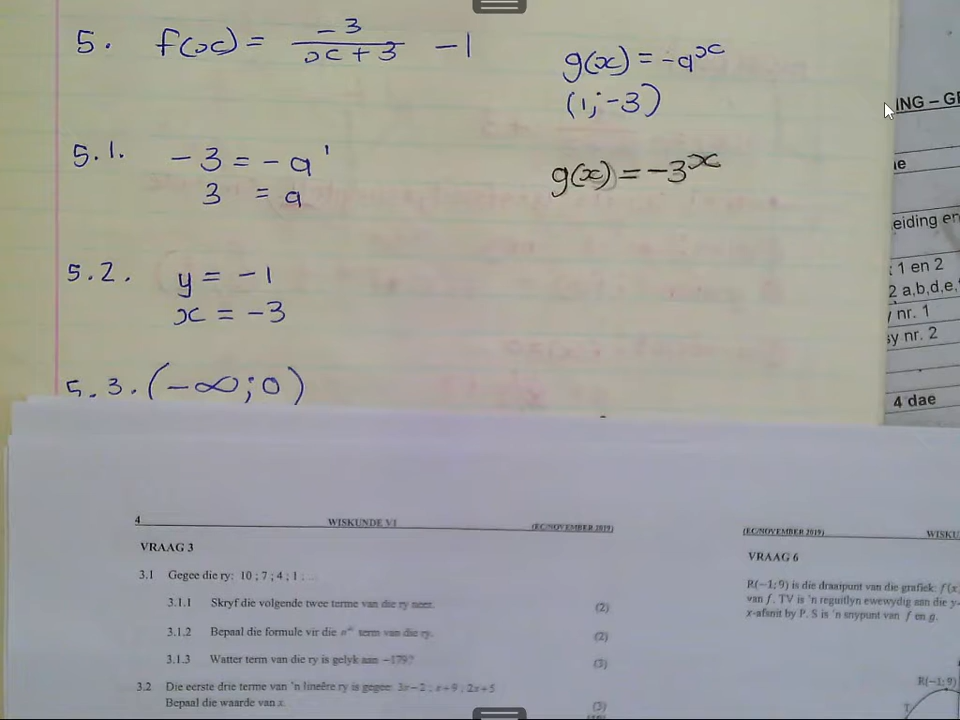 5. f(x) = -3/(x+3) - 1
g(x) = -a^x
(1; -3)
5.1. -3 = -a^1
3 = a
g(x) = -3^x
5.2. y = -1
x = -3
5.3. (-∞; 0)
ING – GR
eiding en
1 en 2
2 a,b,d,e,
nr. 1
sy nr. 2
4 dae
4 WISKUNDE V1 (EC/NOVEMBER 2019)
VRAAG 3
3.1 Gegee die ry: 10 ; 7 ; 4 ; 1 ; ...
3.1.1 Skryf die volgende twee terme van die ry neer. (2)
3.1.2 Bepaal die formule vir die n^de term van die ry. (2)
3.1.3 Watter term van die ry is gelyk aan −179? (3)
3.2 Die eerste drie terme van 'n lineêre ry is gegee: 3x−2 ; x+9 ; 2x+5
Bepaal die waarde van x. (3)
(EC/NOVEMBER 2019) WISKU
VRAAG 6
R(−1; 9) is die draaipunt van die grafiek: f(x
van f. TV is 'n reguitlyn ewewydig aan die y-
x-afsnit by P. S is 'n snypunt van f en g.
R(−1; 9)
T